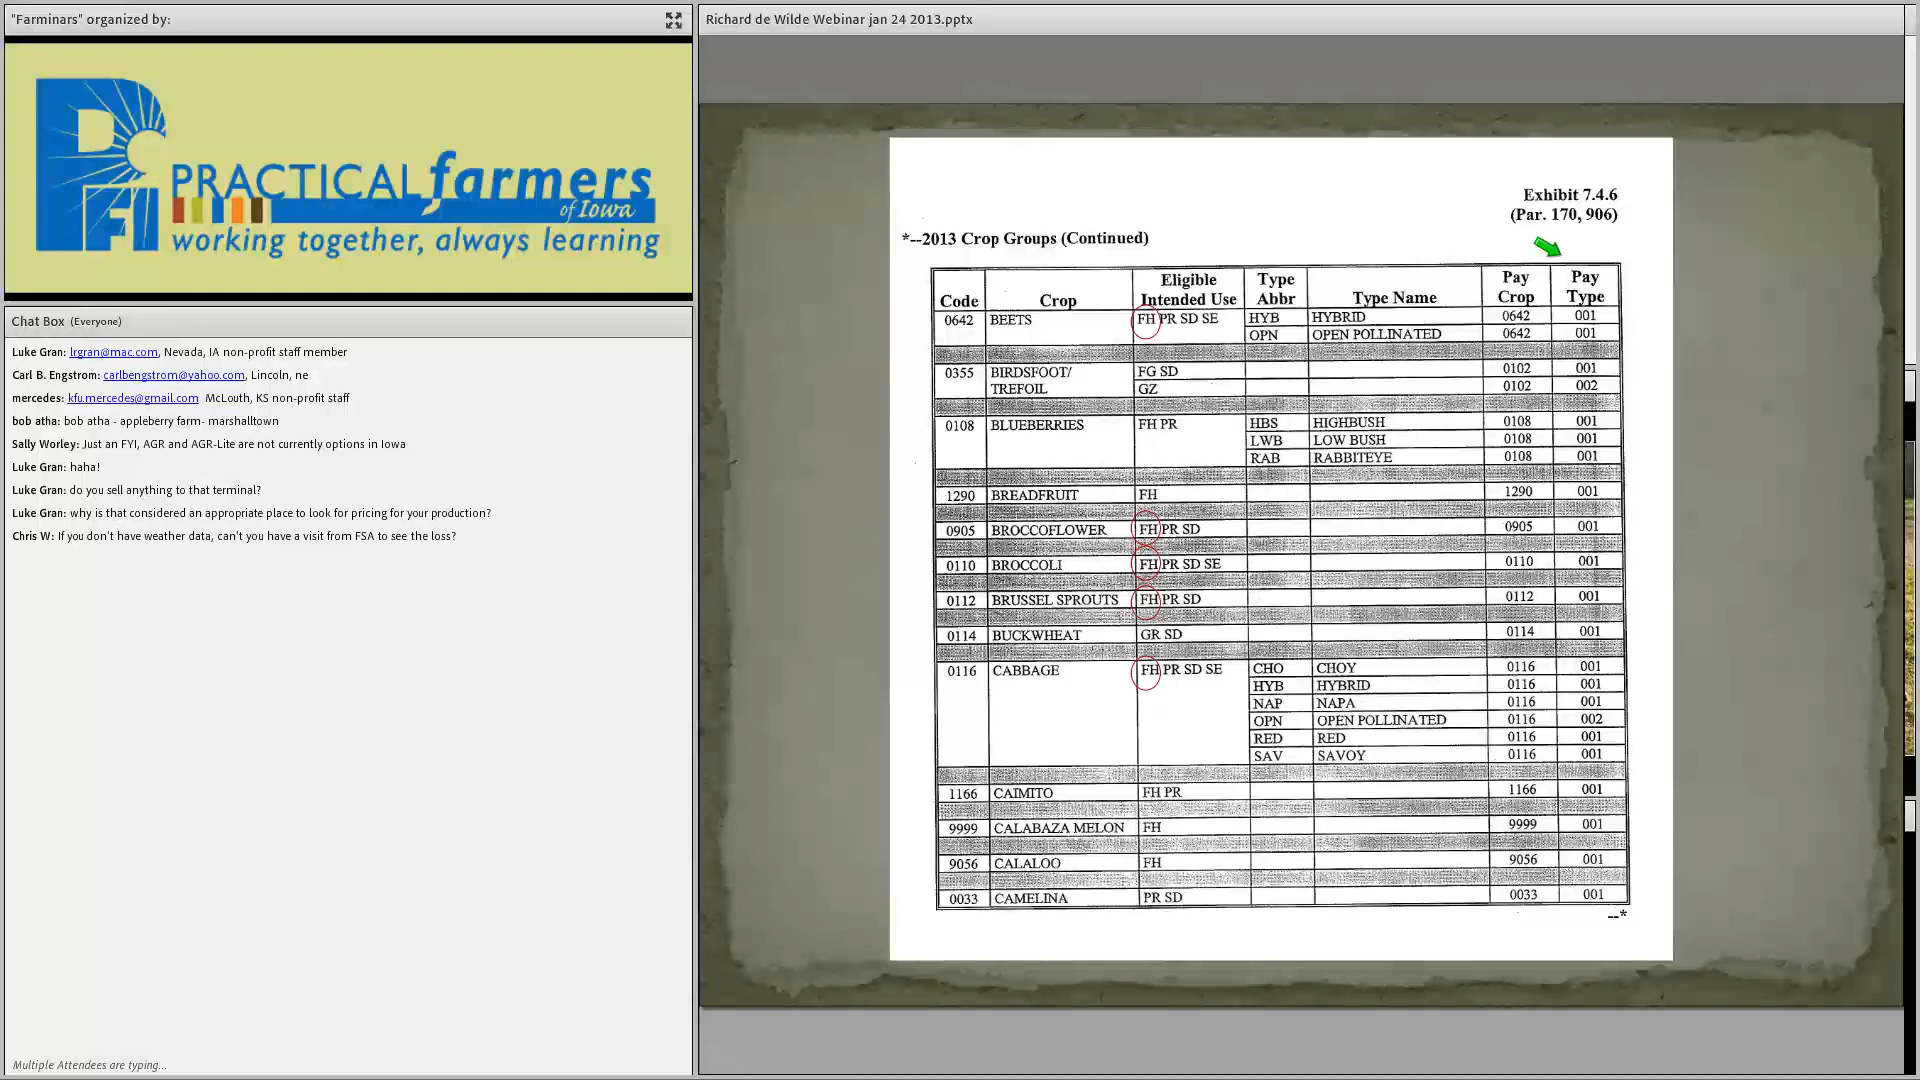 "Farminars" organized by:
PFI
PRACTICAL farmers
of Iowa
working together, always learning
Chat Box (Everyone)
Luke Gran: lrgran@mac.com, Nevada, IA non-profit staff member
Carl B. Engstrom: carlbengstrom@yahoo.com, Lincoln, ne
mercedes: kfu.mercedes@gmail.com McLouth, KS non-profit staff
bob atha: bob atha - appleberry farm- marshalltown
Sally Worley: Just an FYI, AGR and AGR-Lite are not currently options in Iowa
Luke Gran: haha!
Luke Gran: do you sell anything to that terminal?
Luke Gran: why is that considered an appropriate place to look for pricing for your production?
Chris W: If you don't have weather data, can't you have a visit from FSA to see the loss?
Multiple Attendees are typing...
Richard de Wilde Webinar jan 24 2013.pptx
Exhibit 7.4.6
(Par. 170, 906)
*--2013 Crop Groups (Continued)
Code Crop Eligible Intended Use Type Abbr Type Name Pay Crop Pay Type
0642 BEETS FH PR SD SE HYB HYBRID 0642 001
OPN OPEN POLLINATED 0642 001
0355 BIRDSFOOT/ FG SD 0102 001
TREFOIL GZ 0102 002
0108 BLUEBERRIES FH PR HBS HIGHBUSH 0108 001
LWB LOW BUSH 0108 001
RAB RABBITEYE 0108 001
1290 BREADFRUIT FH 1290 001
0905 BROCCOFLOWER FH PR SD 0905 001
0110 BROCCOLI FH PR SD SE 0110 001
0112 BRUSSEL SPROUTS FH PR SD 0112 001
0114 BUCKWHEAT GR SD 0114 001
0116 CABBAGE FH PR SD SE CHO CHOY 0116 001
HYB HYBRID 0116 001
NAP NAPA 0116 001
OPN OPEN POLLINATED 0116 002
RED RED 0116 001
SAV SAVOY 0116 001
1166 CAIMITO FH PR 1166 001
9999 CALABAZA MELON FH 9999 001
9056 CALALOO FH 9056 001
0033 CAMELINA PR SD 0033 001
--*